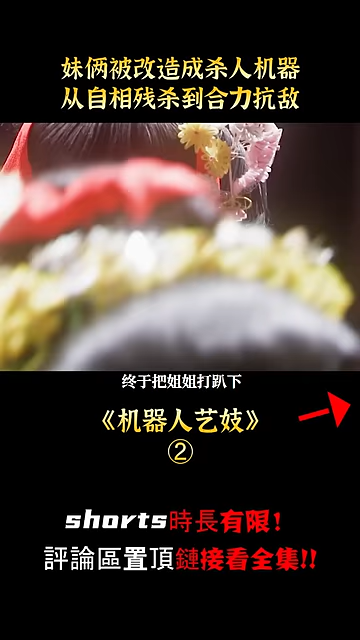 妹俩被改造成杀人机器
从自相残杀到合力抗敌
终于把姐姐打趴下
《机器人艺妓》
②
shorts時長有限！
評論區置頂鏈接看全集!!